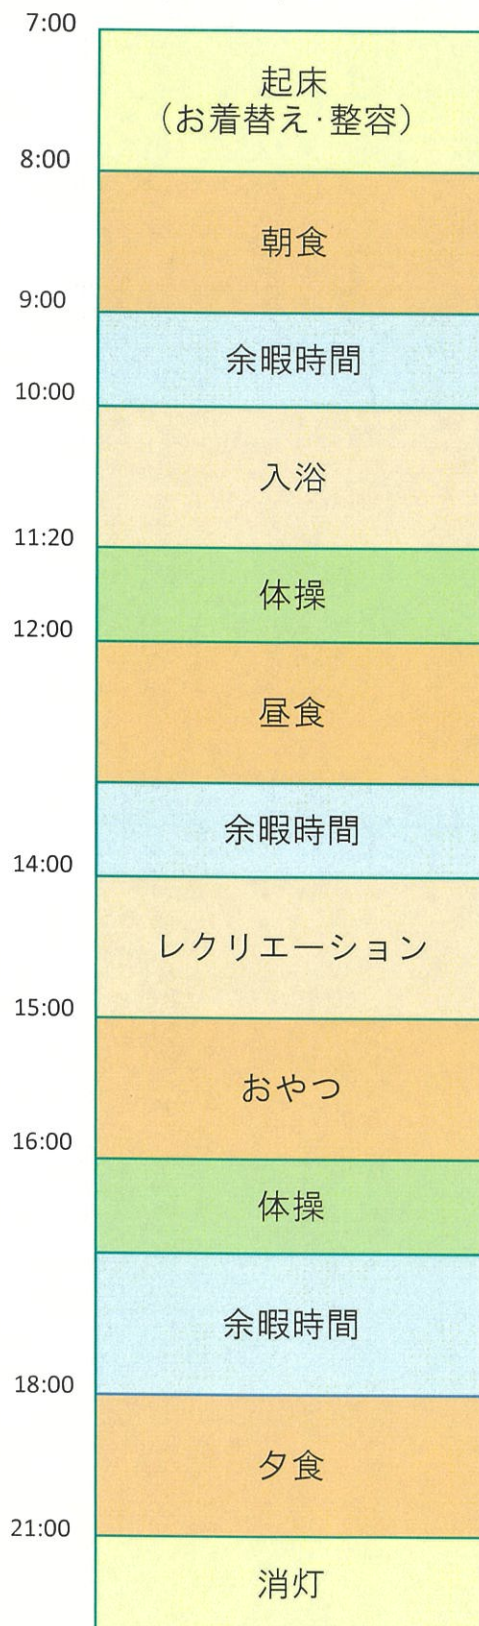 7:00
起床
（お着替え・整容）
8:00
朝食
9:00
余暇時間
10:00
入浴
11:20
体操
12:00
昼食
余暇時間
14:00
レクリエーション
15:00
おやつ
16:00
体操
余暇時間
18:00
夕食
21:00
消灯